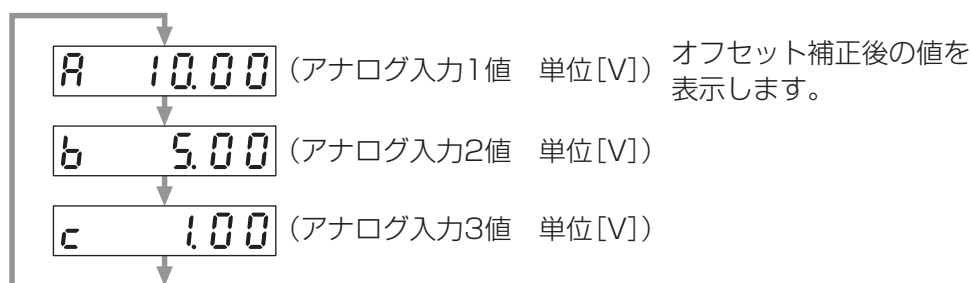 A 10.00 (アナログ入力1値 単位[V]) オフセット補正後の値を
表示します。
b 5.00 (アナログ入力2値 単位[V])
c 1.00 (アナログ入力3値 単位[V])